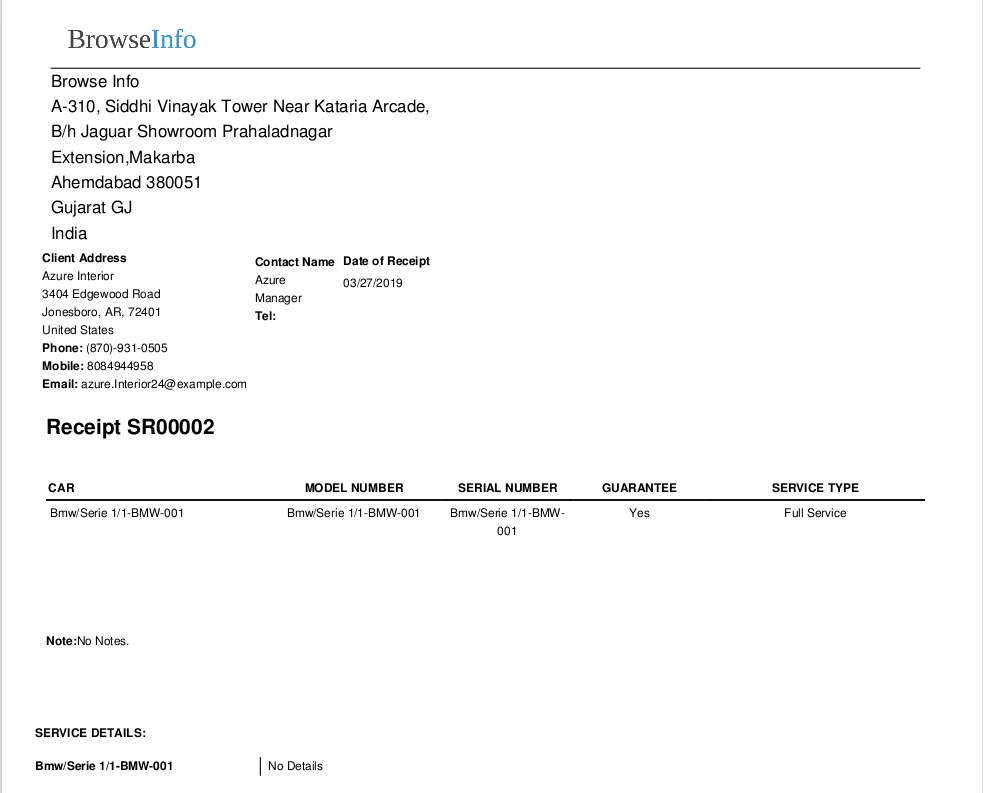 BrowseInfo
Browse Info
A-310, Siddhi Vinayak Tower Near Kataria Arcade,
B/h Jaguar Showroom Prahaladnagar
Extension,Makarba
Ahemdabad 380051
Gujarat GJ
India
Client Address
Azure Interior
3404 Edgewood Road
Jonesboro, AR, 72401
United States
Phone: (870)-931-0505
Mobile: 8084944958
Email: azure.Interior24@example.com
Contact Name
Azure
Manager
Tel:
Date of Receipt
03/27/2019
Receipt SR00002
CAR MODEL NUMBER SERIAL NUMBER GUARANTEE SERVICE TYPE
Bmw/Serie 1/1-BMW-001 Bmw/Serie 1/1-BMW-001 Bmw/Serie 1/1-BMW- Yes Full Service
001
Note:No Notes.
SERVICE DETAILS:
Bmw/Serie 1/1-BMW-001 No Details